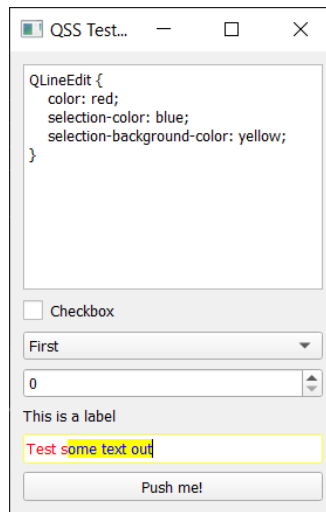 QSS Test...
QLineEdit {
    color: red;
    selection-color: blue;
    selection-background-color: yellow;
}
Checkbox
First
0
This is a label
Test some text out
Push me!